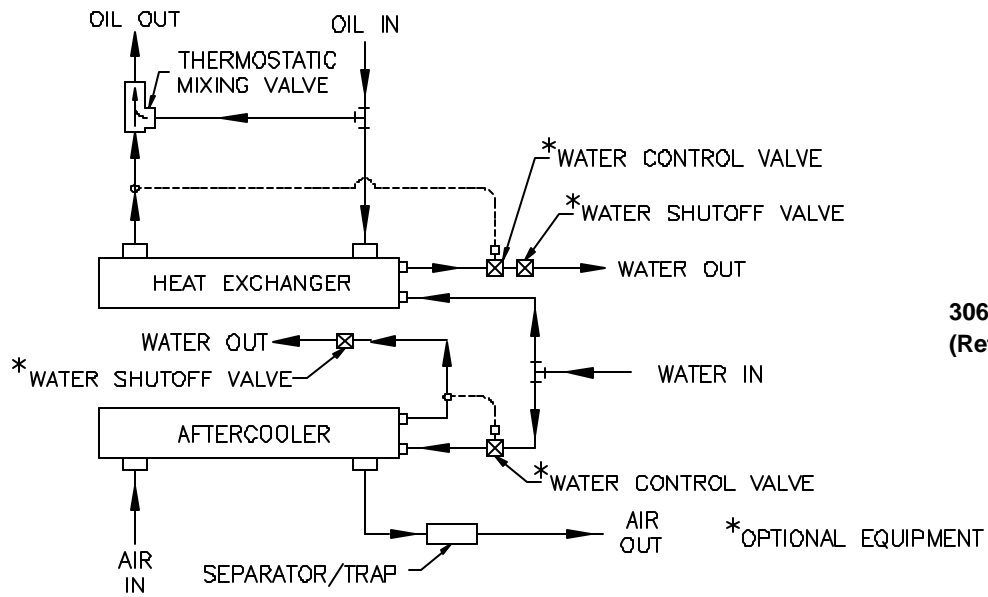 OIL OUT
OIL IN
THERMOSTATIC
MIXING VALVE
*WATER CONTROL VALVE
*WATER SHUTOFF VALVE
HEAT EXCHANGER
WATER OUT
306
(Re
WATER OUT
*WATER SHUTOFF VALVE
WATER IN
AFTERCOOLER
*WATER CONTROL VALVE
AIR
IN
SEPARATOR/TRAP
AIR
OUT
*OPTIONAL EQUIPMENT